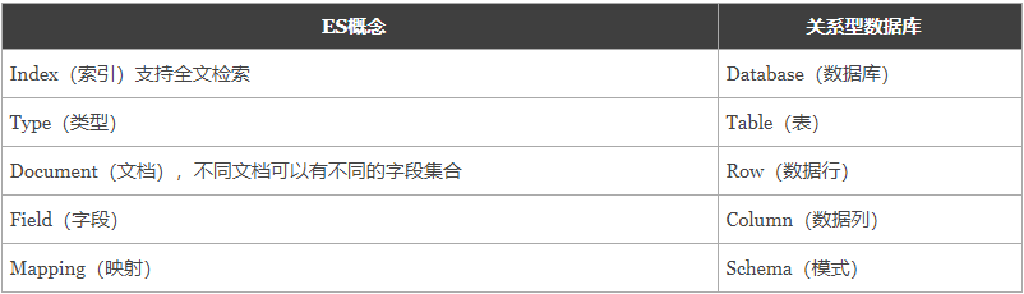 ES概念 关系型数据库
Index（索引）支持全文检索 Database（数据库）
Type（类型） Table（表）
Document（文档），不同文档可以有不同的字段集合 Row（数据行）
Field（字段） Column（数据列）
Mapping（映射） Schema（模式）